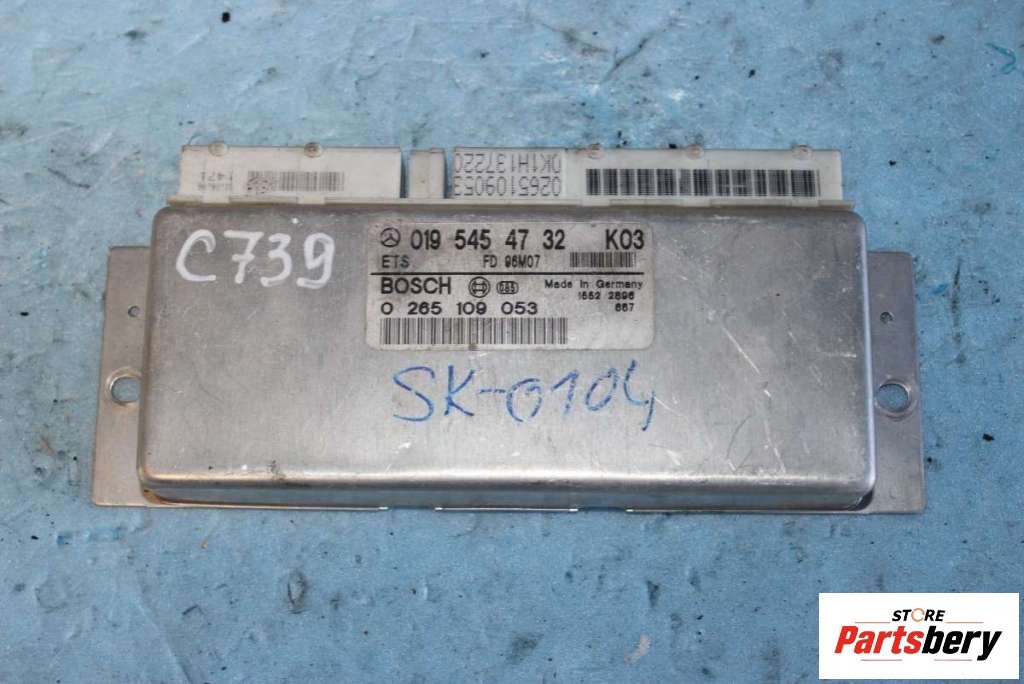 0265109053
0K1H137220
C739
019 545 47 32 K03
ETS FD 96M07
BOSCH Made in Germany
1552 2896
0 265 109 053 667
SK-0104
STORE
Partsbery